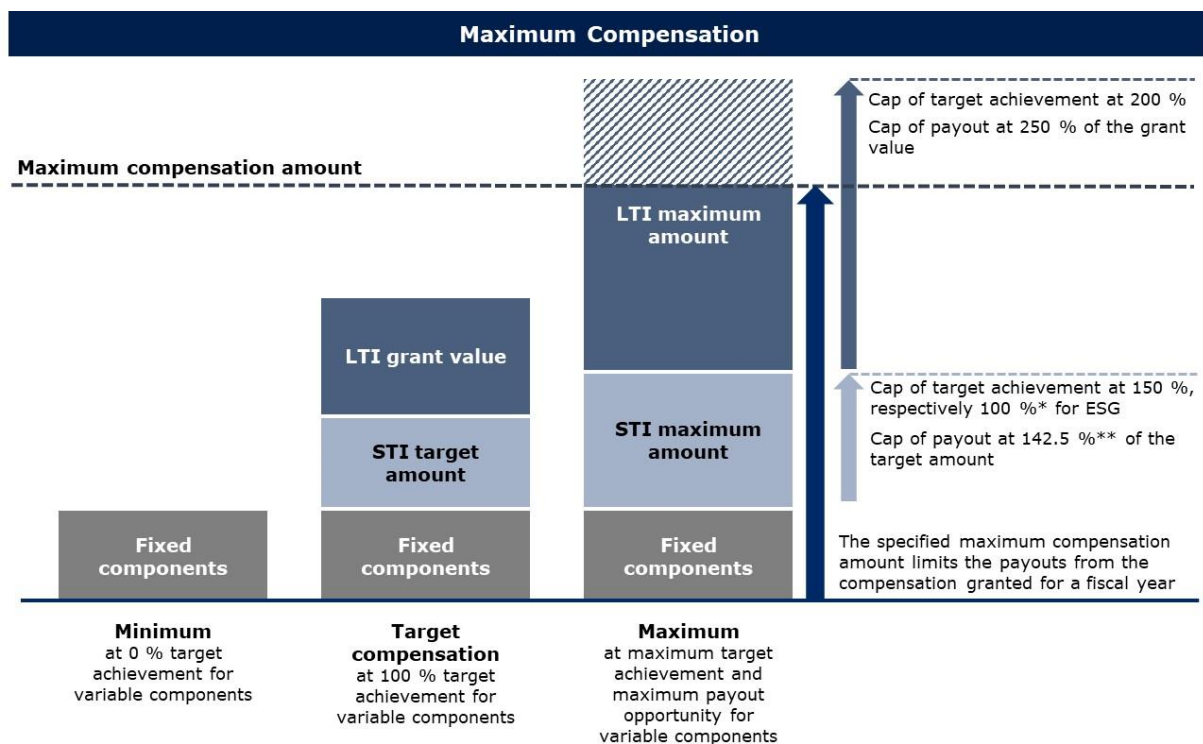 Maximum Compensation
Cap of target achievement at 200 %
Cap of payout at 250 % of the grant
value
Maximum compensation amount
LTI maximum
amount
LTI grant value
Cap of target achievement at 150 %,
respectively 100 %* for ESG
Cap of payout at 142.5 %** of the
target amount
STI target
amount
STI maximum
amount
Fixed
components
Fixed
components
Fixed
components
The specified maximum compensation
amount limits the payouts from the
compensation granted for a fiscal year
Minimum
at 0 % target
achievement for
variable components
Target
compensation
at 100 % target
achievement for
variable components
Maximum
at maximum target
achievement and
maximum payout
opportunity for
variable components